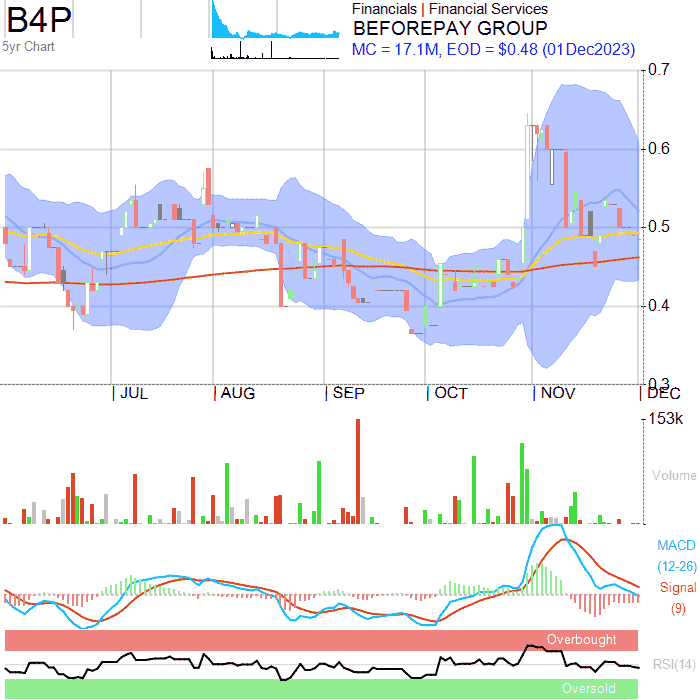 B4P
5yr Chart
Financials | Financial Services
BEFOREPAY GROUP
MC = 17.1M, EOD = $0.48 (01Dec2023)
0.7
0.6
0.5
0.4
0.3
JUL AUG SEP OCT NOV DEC
153k
Volume
MACD
(12-26)
Signal
(9)
Overbought
RSI(14)
Oversold